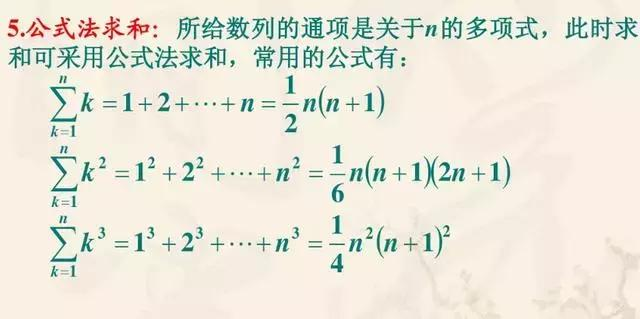 5.公式法求和：所给数列的通项是关于n的多项式，此时求
和可采用公式法求和，常用的公式有：
∑_{k=1}^{n} k = 1 + 2 + ⋯ + n = \frac{1}{2} n(n + 1)
∑_{k=1}^{n} k² = 1² + 2² + ⋯ + n² = \frac{1}{6} n(n + 1)(2n + 1)
∑_{k=1}^{n} k³ = 1³ + 2³ + ⋯ + n³ = \frac{1}{4} n²(n + 1)²